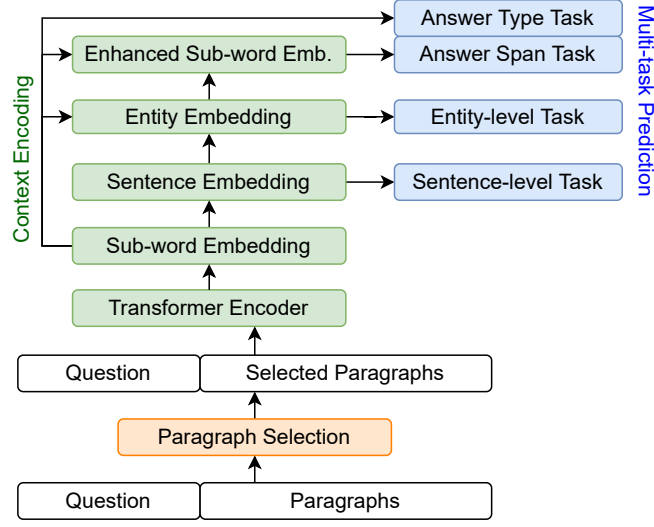 Answer Type Task
Enhanced Sub-word Emb.
Answer Span Task
Entity Embedding
Entity-level Task
Sentence Embedding
Sentence-level Task
Sub-word Embedding
Transformer Encoder
Question
Selected Paragraphs
Paragraph Selection
Question
Paragraphs
Context Encoding
Multi-task Prediction